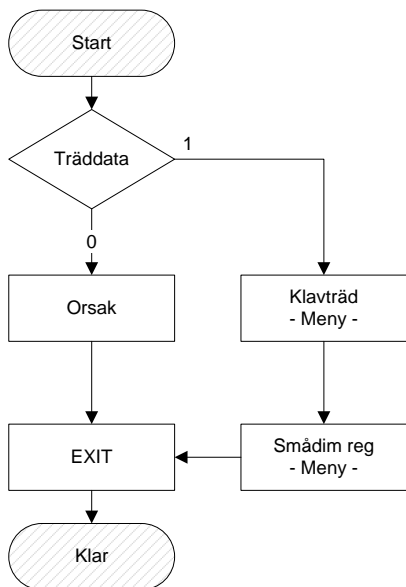 Start
Träddata
1
0
Orsak
Klavträd
- Meny -
EXIT
Smådim reg
- Meny -
Klar